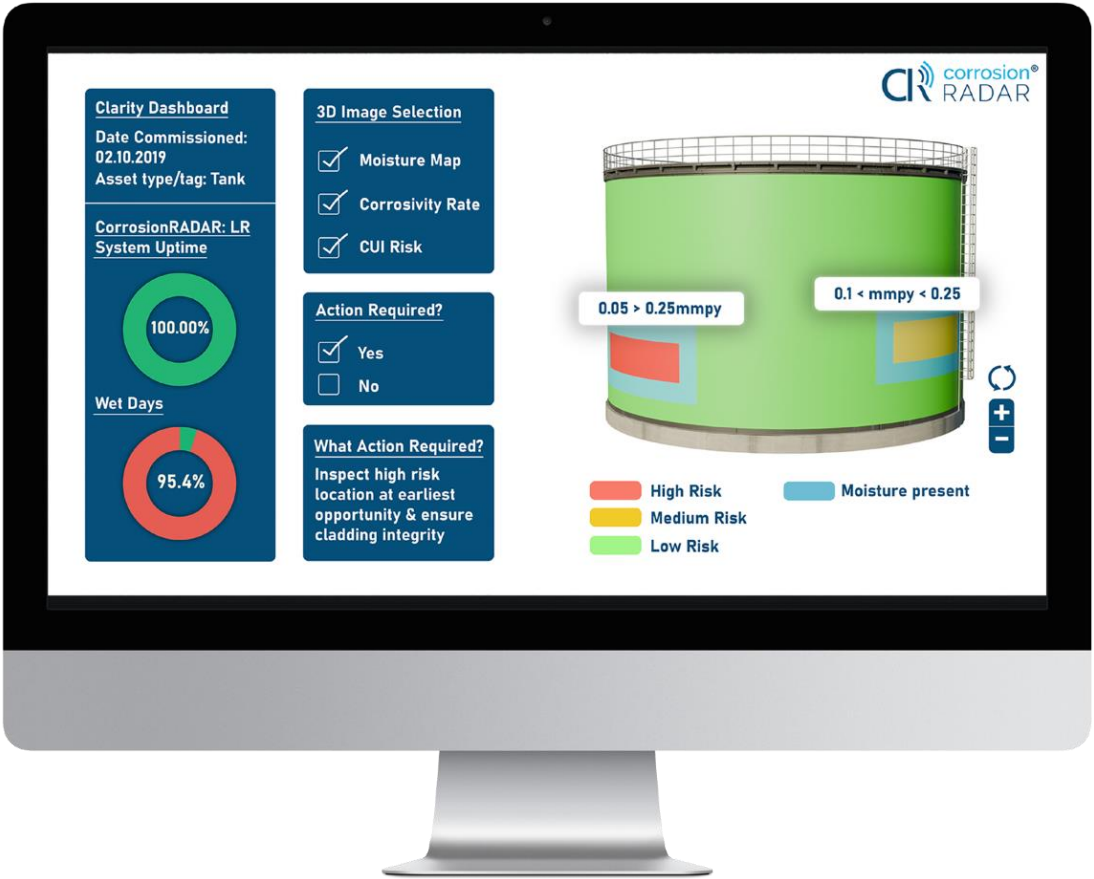 Clarity Dashboard
Date Commissioned:
02.10.2019
Asset type/tag: Tank
CorrosionRADAR: LR
System Uptime
100.00%
Wet Days
95.4%
3D Image Selection
Moisture Map
Corrosivity Rate
CUI Risk
Action Required?
Yes
No
What Action Required?
Inspect high risk
location at earliest
opportunity & ensure
cladding integrity
CR corrosion®
RADAR
0.05 > 0.25mmpy
0.1 < mmpy < 0.25
+
-
High Risk
Medium Risk
Low Risk
Moisture present